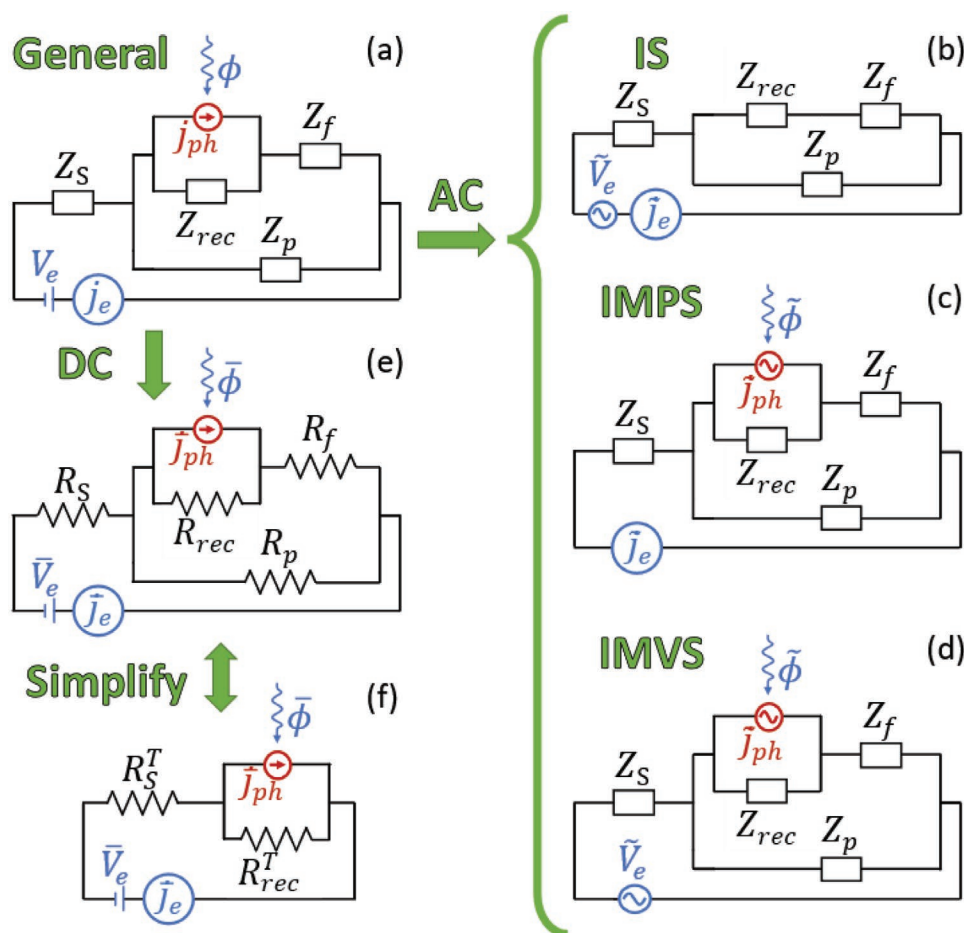 General
(a)
ϕ
j_ph
Z_f
Z_S
Z_rec
Z_p
V_e
j_e
AC
DC
(e)
ϕ̄
j̄_ph
R_f
R_S
R_rec
R_p
V̄_e
j̄_e
Simplify
(f)
ϕ̄
R_S^T
j̄_ph
R_rec^T
V̄_e
j̄_e
IS
(b)
Z_rec
Z_f
Z_S
Z_p
Ṽ_e
j̃_e
IMPS
(c)
ϕ̃
j̃_ph
Z_f
Z_S
Z_rec
Z_p
j̃_e
IMVS
(d)
ϕ̃
j̃_ph
Z_f
Z_S
Z_rec
Z_p
Ṽ_e